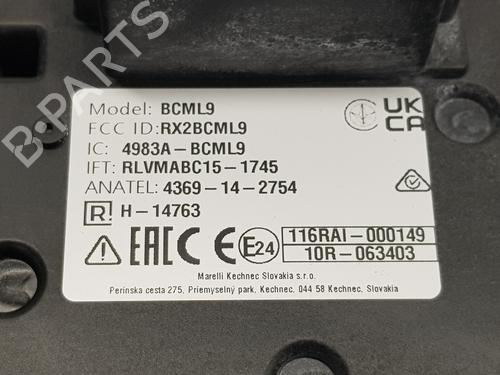 B-PARTS
Model: BCML9
FCC ID:RX2BCML9
IC: 4983A-BCML9
IFT: RLVMABC15-1745
ANATEL: 4369-14-2754
R H-14763
UK
CA
EAC CE E24
116RAI-000149
10R-063403
Marelli Kechnec Slovakia s.r.o.
Perinska cesta 275, Priemyselný park, Kechnec, 044 58 Kechnec, Slovakia